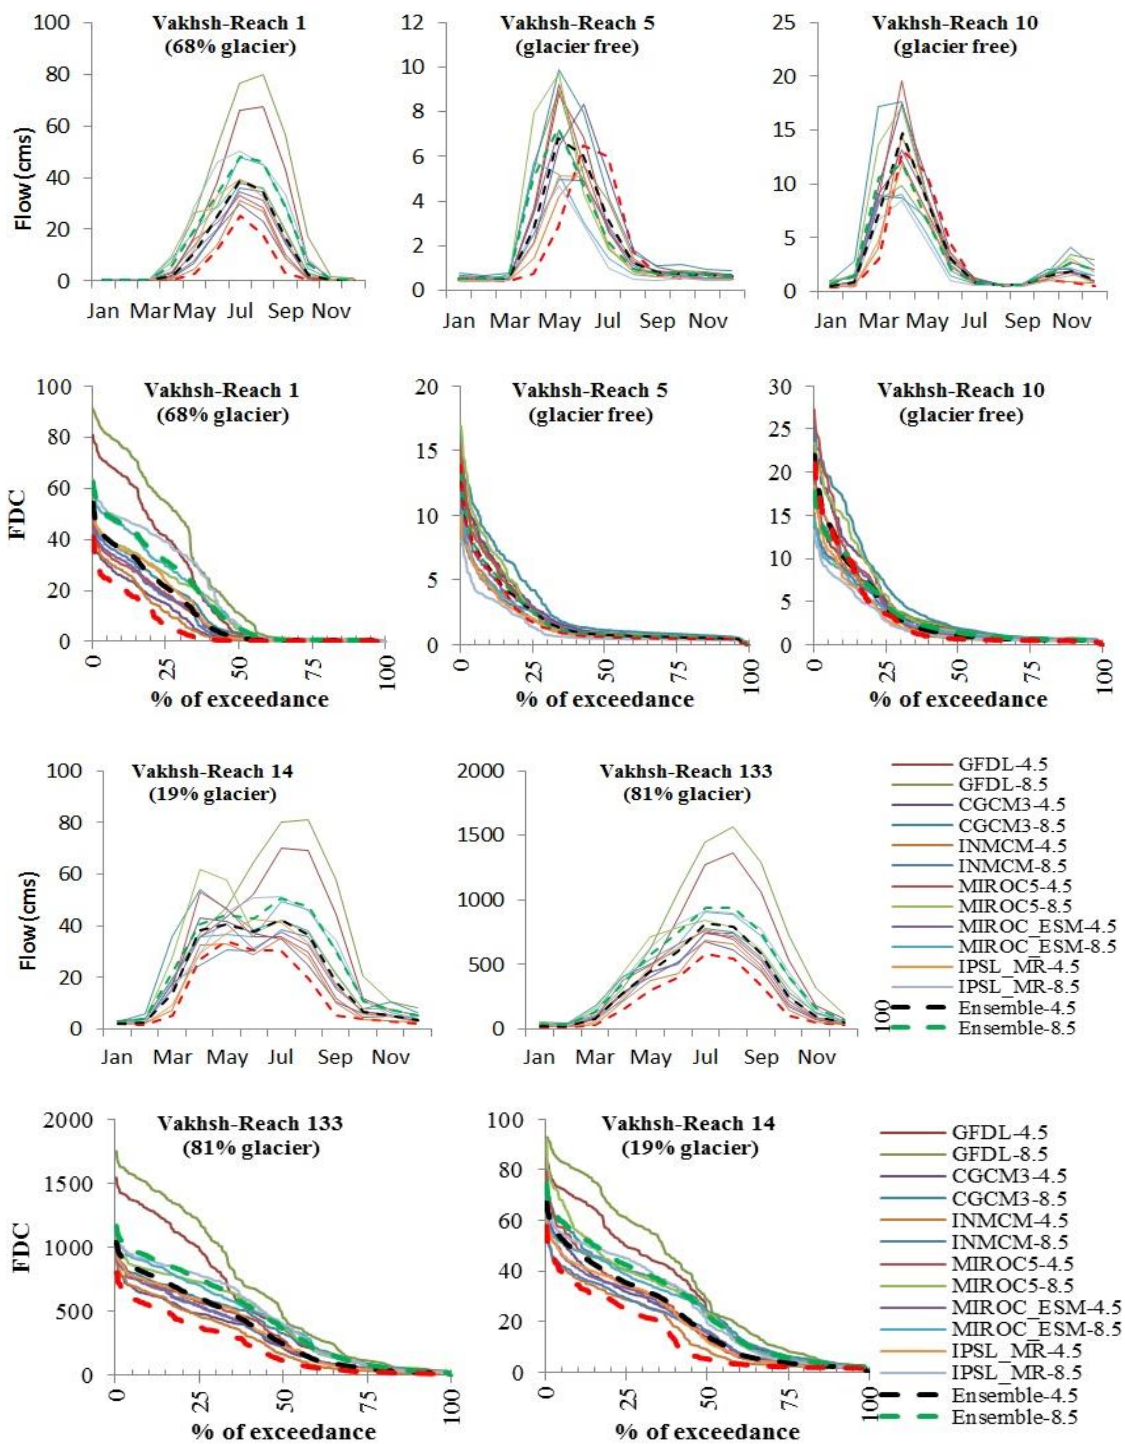 Vakhsh-Reach 1
(68% glacier)
Flow (cms)
100
80
60
40
20
0
Jan Mar May Jul Sep Nov
Vakhsh-Reach 5
(glacier free)
12
10
8
6
4
2
0
Jan Mar May Jul Sep Nov
Vakhsh-Reach 10
(glacier free)
25
20
15
10
5
0
Jan Mar May Jul Sep Nov
Vakhsh-Reach 1
(68% glacier)
FDC
100
80
60
40
20
0
0 25 50 75 100
% of exceedance
Vakhsh-Reach 5
(glacier free)
20
15
10
5
0
0 25 50 75 100
% of exceedance
Vakhsh-Reach 10
(glacier free)
30
25
20
15
10
5
0
0 25 50 75 100
% of exceedance
Vakhsh-Reach 14
(19% glacier)
Flow (cms)
100
80
60
40
20
0
Jan Mar May Jul Sep Nov
Vakhsh-Reach 133
(81% glacier)
2000
1500
1000
500
0
Jan Mar May Jul Sep Nov
100
GFDL-4.5
GFDL-8.5
CGCM3-4.5
CGCM3-8.5
INMCM-4.5
INMCM-8.5
MIROC5-4.5
MIROC5-8.5
MIROC_ESM-4.5
MIROC_ESM-8.5
IPSL_MR-4.5
IPSL_MR-8.5
Ensemble-4.5
Ensemble-8.5
Vakhsh-Reach 133
(81% glacier)
FDC
2000
1500
1000
500
0
0 25 50 75 100
% of exceedance
Vakhsh-Reach 14
(19% glacier)
100
80
60
40
20
0
0 25 50 75 100
% of exceedance
GFDL-4.5
GFDL-8.5
CGCM3-4.5
CGCM3-8.5
INMCM-4.5
INMCM-8.5
MIROC5-4.5
MIROC5-8.5
MIROC_ESM-4.5
MIROC_ESM-8.5
IPSL_MR-4.5
IPSL_MR-8.5
Ensemble-4.5
Ensemble-8.5